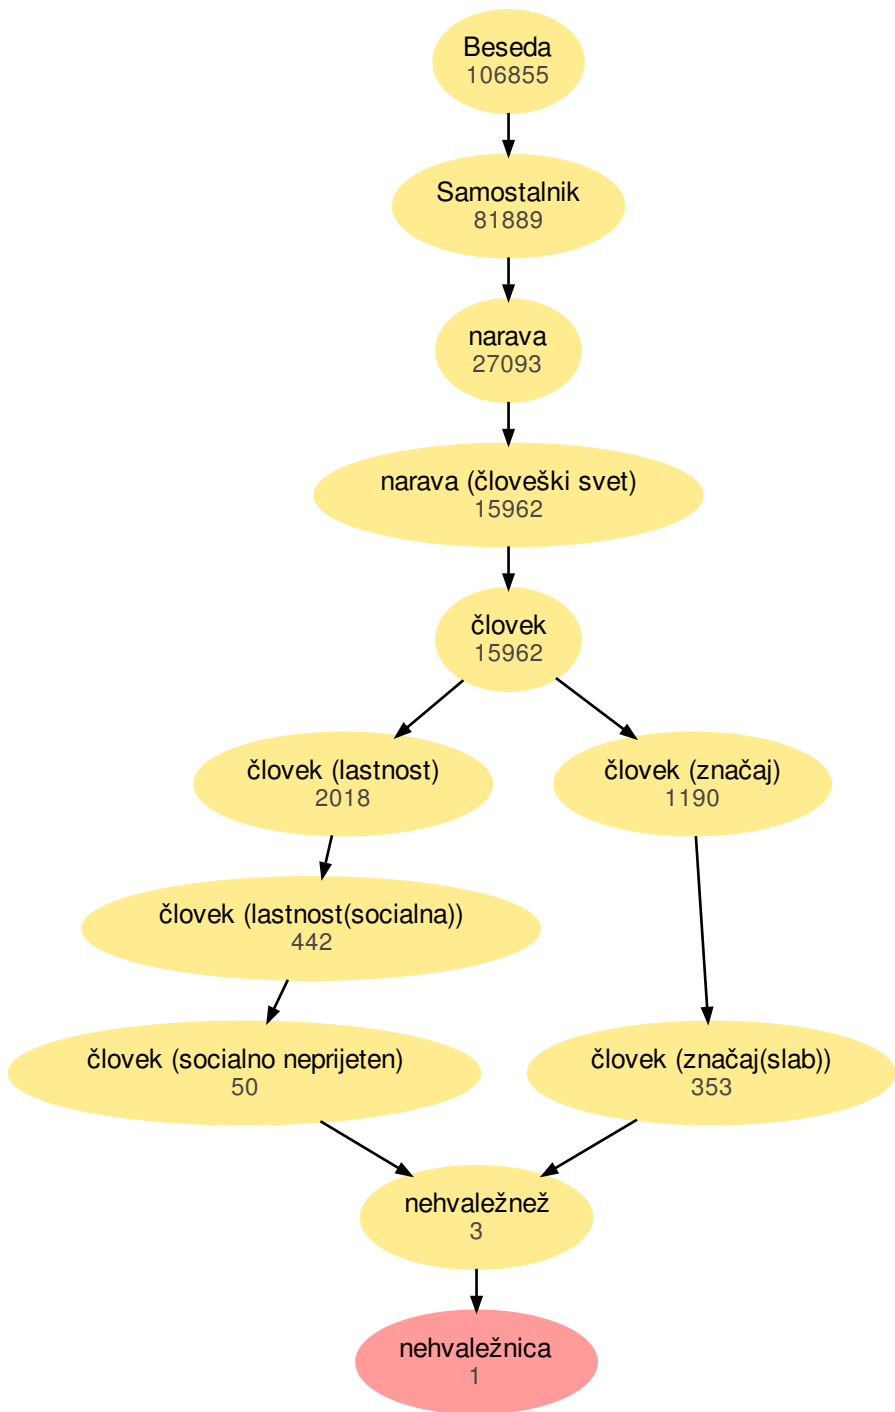 Beseda
106855
Samostalnik
81889
narava
27093
narava (človeški svet)
15962
človek
15962
človek (lastnost)
2018
človek (značaj)
1190
človek (lastnost(socialna))
442
človek (socialno neprijeten)
50
človek (značaj(slab))
353
nehvaležnež
3
nehvaležnica
1